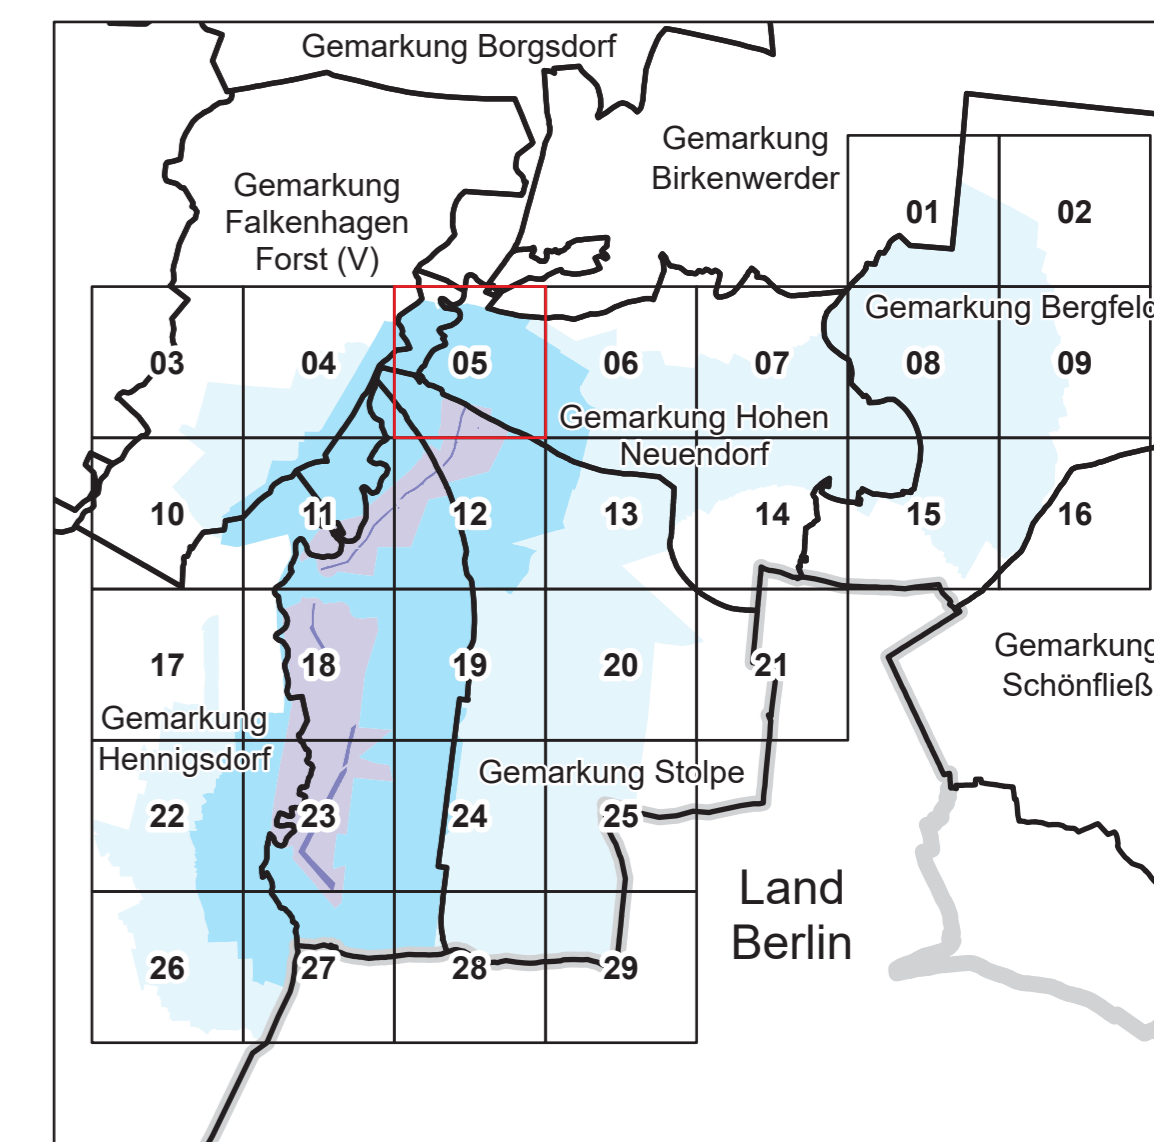 Gemarkung Borgsdorf
Gemarkung
Birkenwerder
Gemarkung
Falkenhagen
Forst (V)
01
02
Gemarkung Bergfeld
03
04
05
06
07
08
09
Gemarkung Hohen
Neuendorf
10
11
12
13
14
15
16
17
18
19
20
21
Gemarkung
Schönfließ
Gemarkung
Hennigsdorf
Gemarkung Stolpe
22
23
24
25
Land
Berlin
26
27
28
29